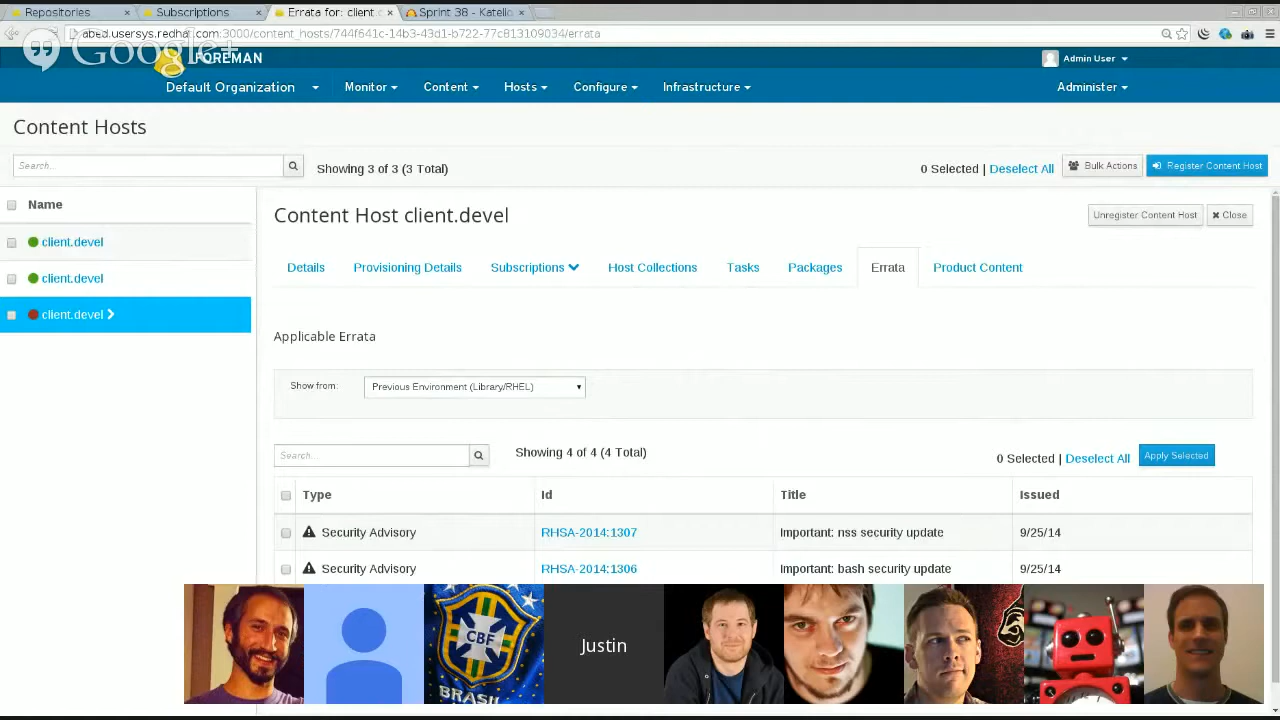 Repositories
Subscriptions
Errata for: client.
Sprint 38 - Katello
abed.usersys.redhat.com:3000/content_hosts/744f641c-14b3-43d1-b722-77c813109034/errata
Google+
FOREMAN
Admin User
Default Organization
Monitor
Content
Hosts
Configure
Infrastructure
Administer
Content Hosts
Search...
Showing 3 of 3 (3 Total)
0 Selected | Deselect All
Bulk Actions
Register Content Host
Name
client.devel
client.devel
client.devel
Content Host client.devel
Unregister Content Host
Close
Details
Provisioning Details
Subscriptions
Host Collections
Tasks
Packages
Errata
Product Content
Applicable Errata
Show from:
Previous Environment (Library/RHEL)
Search...
Showing 4 of 4 (4 Total)
0 Selected | Deselect All
Apply Selected
Type Id Title Issued
Security Advisory RHSA-2014:1307 Important: nss security update 9/25/14
Security Advisory RHSA-2014:1306 Important: bash security update 9/25/14
CBF
BRASIL
Justin